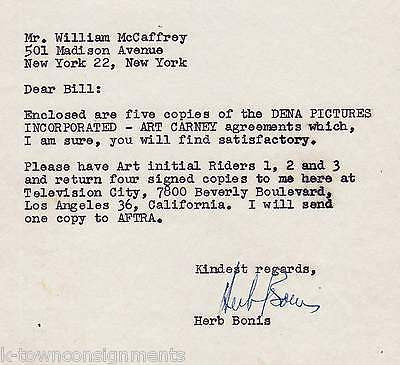 Mr. William McCaffrey
501 Madison Avenue
New York 22, New York
Dear Bill:
Enclosed are five copies of the DENA PICTURES
INCORPORATED - ART CARNEY agreements which,
I am sure, you will find satisfactory.
Please have Art initial Riders 1, 2 and 3
and return four signed copies to me here at
Television City, 7800 Beverly Boulevard,
Los Angeles 36, California.  I will send
one copy to AFTRA.
Kindest regards,
Herb Bonis
Herb Bonis
k-townconsignments